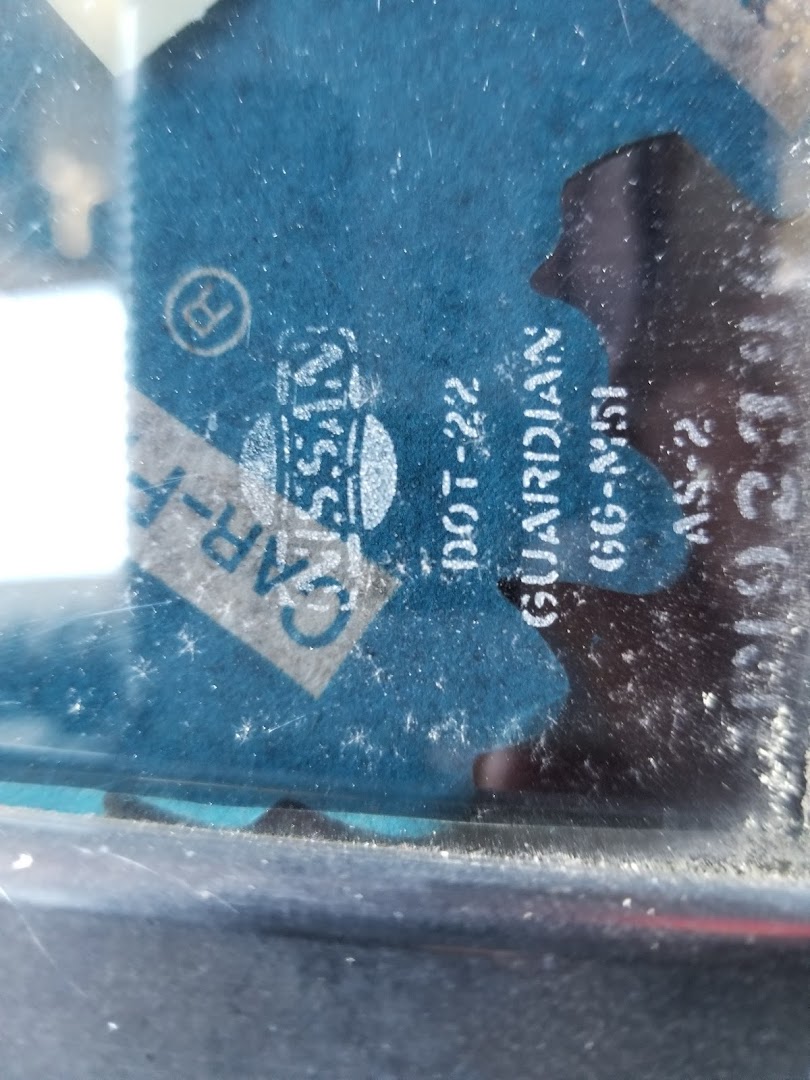 NISSAN
DOT-22
GUARDIAN
GG-M51
AS-2
CAR-
®